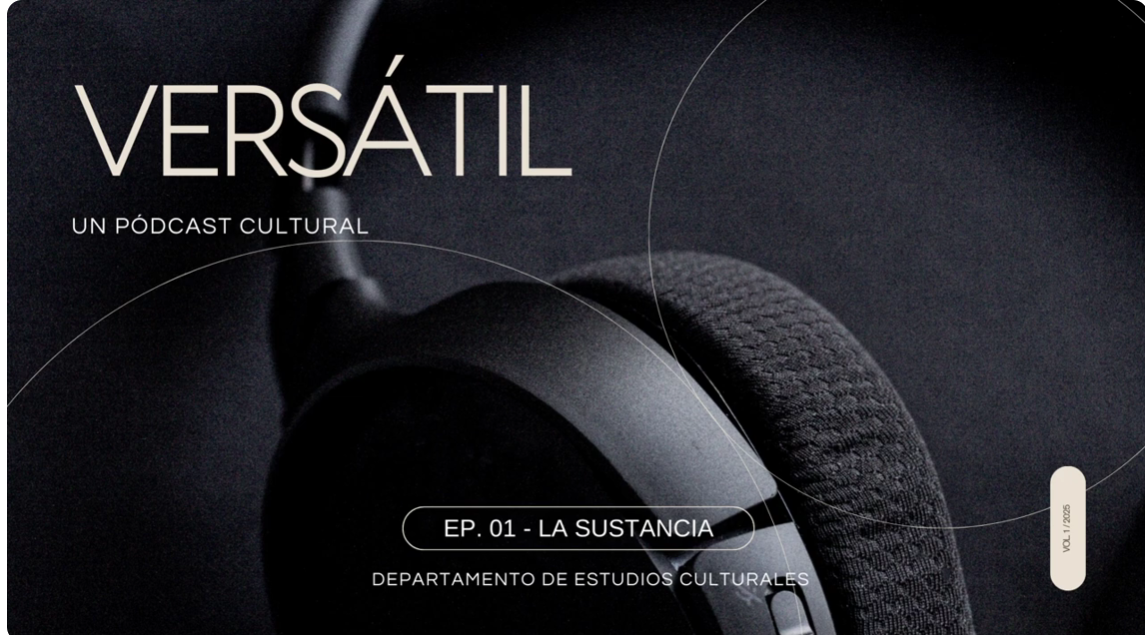 VERSÁTIL
UN PÓDCAST CULTURAL
EP. 01 - LA SUSTANCIA
DEPARTAMENTO DE ESTUDIOS CULTURALES
VOL. 1 / 2025